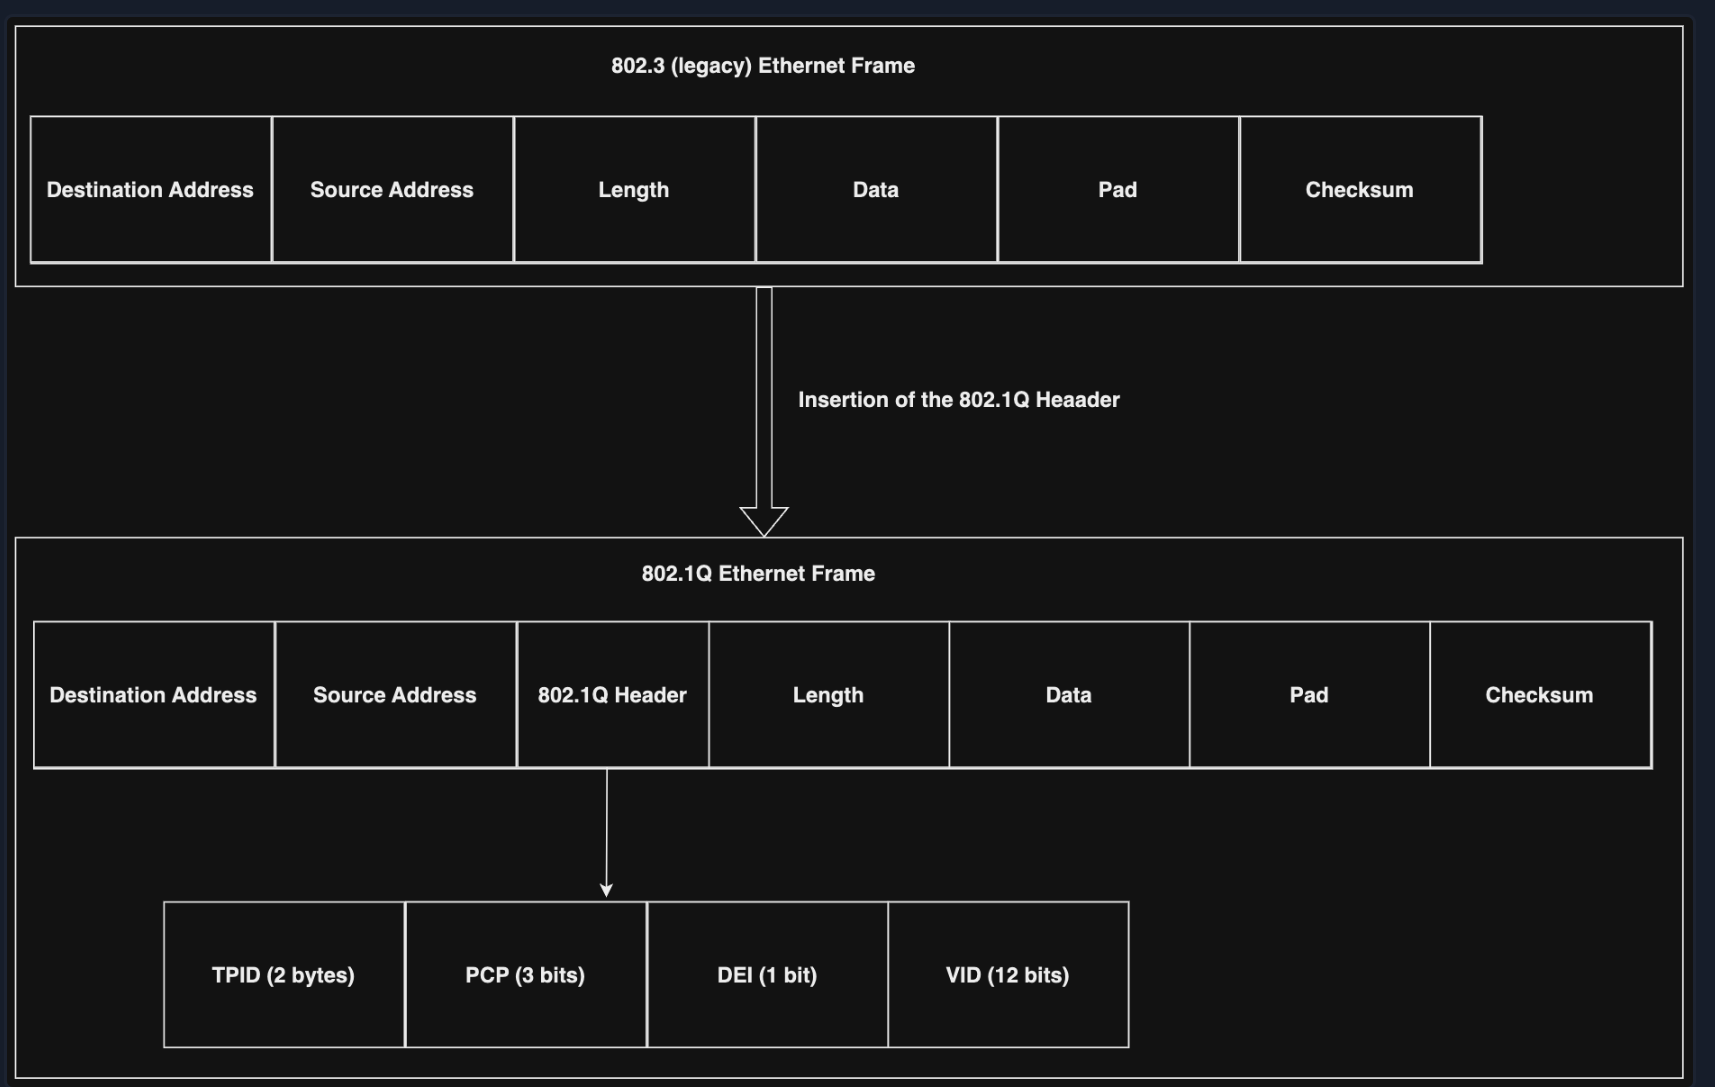 802.3 (legacy) Ethernet Frame
Destination Address
Source Address
Length
Data
Pad
Checksum
Insertion of the 802.1Q Heaader
802.1Q Ethernet Frame
Destination Address
Source Address
802.1Q Header
Length
Data
Pad
Checksum
TPID (2 bytes)
PCP (3 bits)
DEI (1 bit)
VID (12 bits)